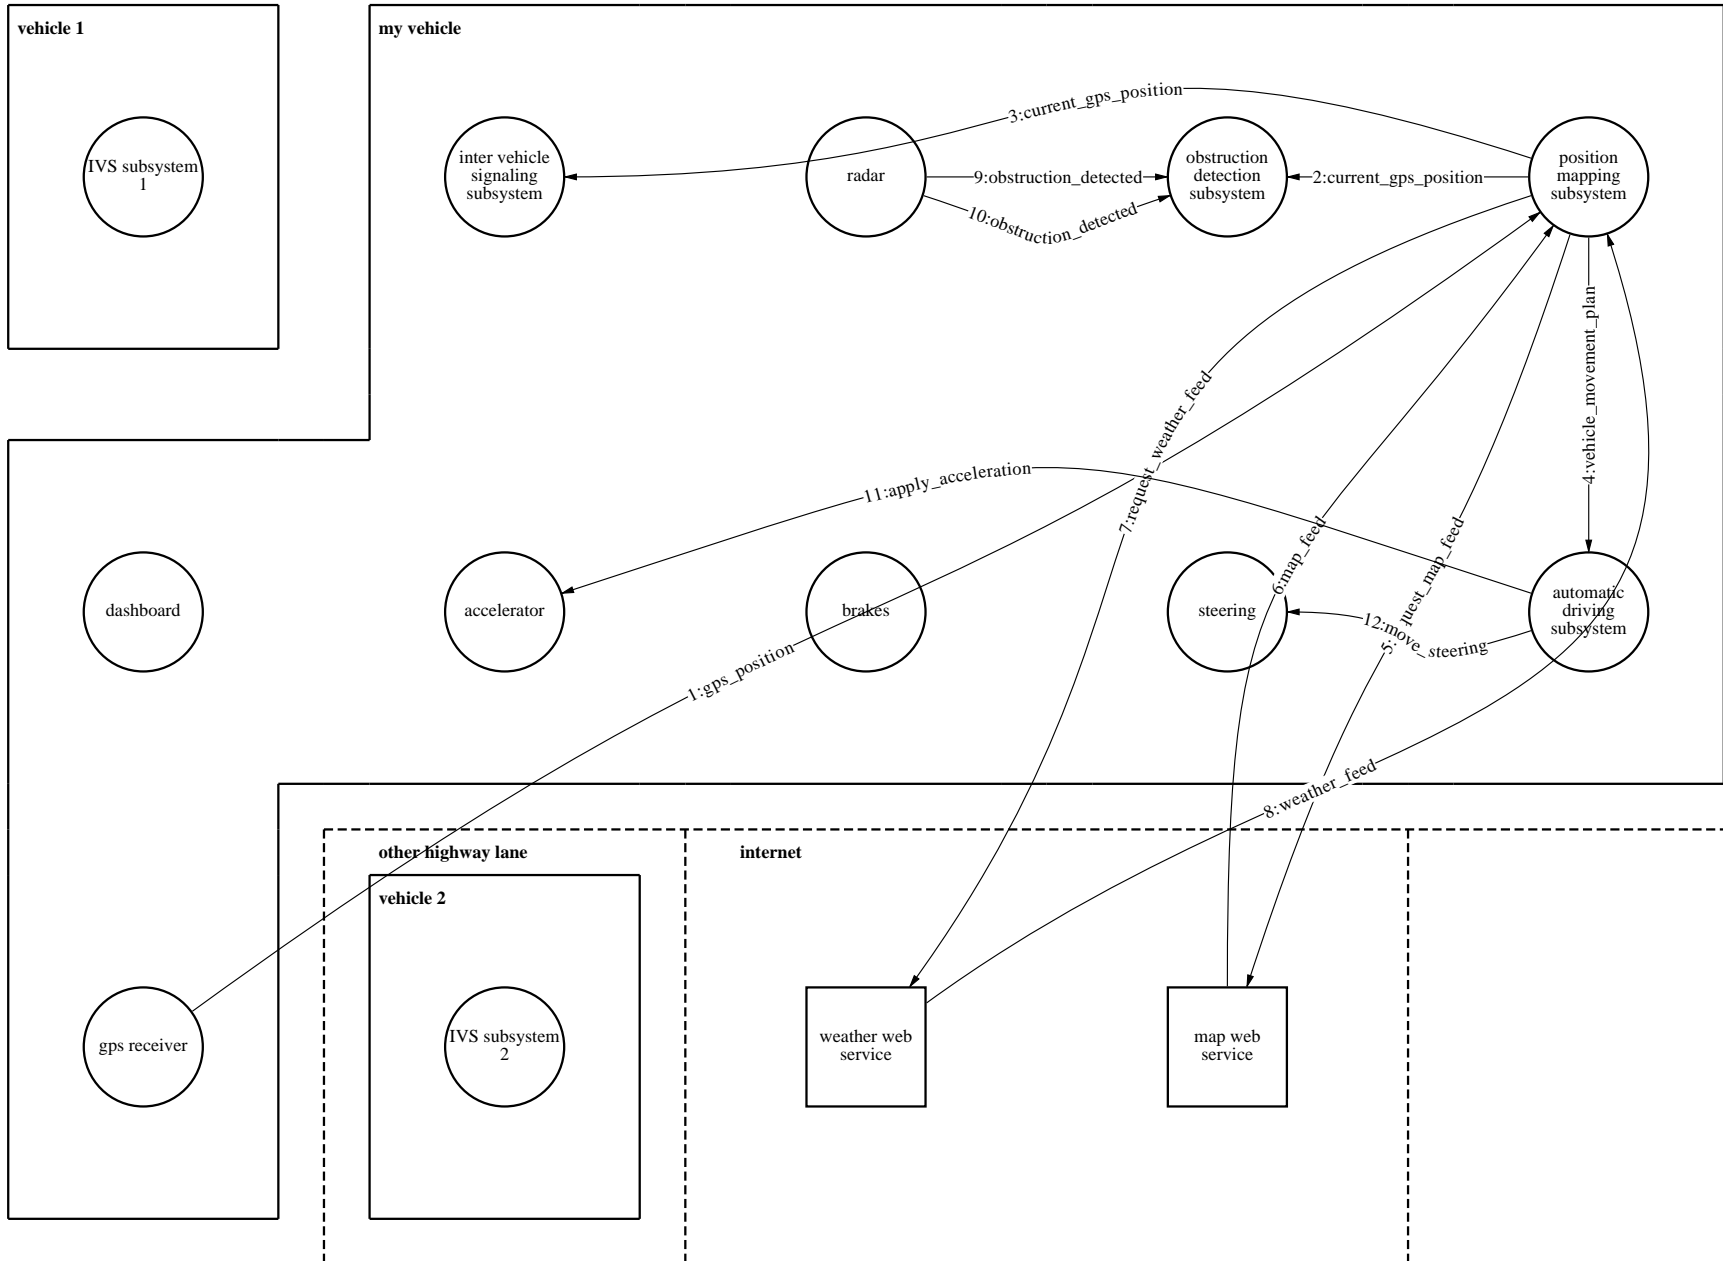 vehicle 1
my vehicle
3:current_gps_position
IVS subsystem
1
inter vehicle
signaling
subsystem
radar
9:obstruction_detected
10:obstruction_detected
obstruction
detection
subsystem
2:current_gps_position
position
mapping
subsystem
4:vehicle_movement_plan
7:request_weather_feed
11:apply_acceleration
6:map_feed
dashboard
accelerator
brakes
steering
12:move_steering
automatic
driving
subsystem
1:gps_position
8:weather_feed
other highway lane
internet
vehicle 2
gps receiver
IVS subsystem
2
weather web
service
map web
service